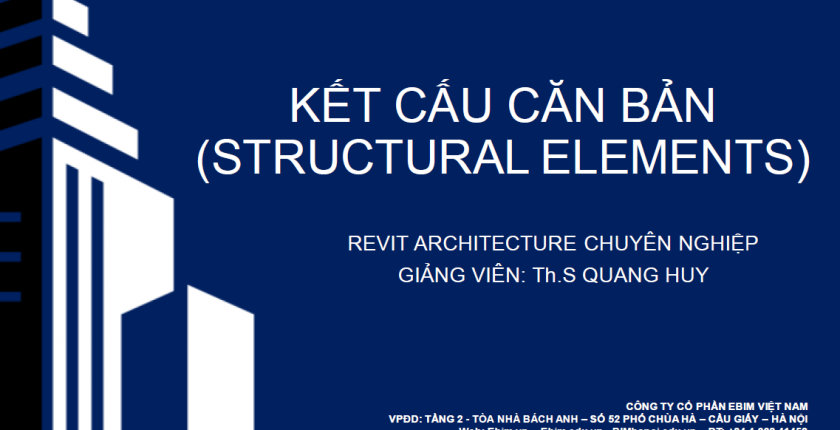 KẾT CẤU CĂN BẢN
(STRUCTURAL ELEMENTS)
REVIT ARCHITECTURE CHUYÊN NGHIỆP
GIẢNG VIÊN: Th.S QUANG HUY
CÔNG TY CỔ PHẦN EBIM VIỆT NAM
VPĐD: TẦNG 2 - TÒA NHÀ BÁCH ANH – SỐ 52 PHỐ CHÙA HÀ – CẦU GIẤY – HÀ NỘI